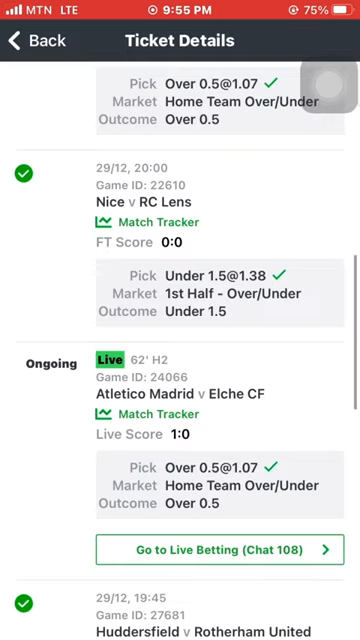 MTN LTE 9:55 PM 75%
Back Ticket Details
Pick Over 0.5@1.07
Market Home Team Over/Under
Outcome Over 0.5
29/12, 20:00
Game ID: 22610
Nice v RC Lens
Match Tracker
FT Score 0:0
Pick Under 1.5@1.38
Market 1st Half - Over/Under
Outcome Under 1.5
Ongoing Live 62' H2
Game ID: 24066
Atletico Madrid v Elche CF
Match Tracker
Live Score 1:0
Pick Over 0.5@1.07
Market Home Team Over/Under
Outcome Over 0.5
Go to Live Betting (Chat 108)
29/12, 19:45
Game ID: 27681
Huddersfield v Rotherham United